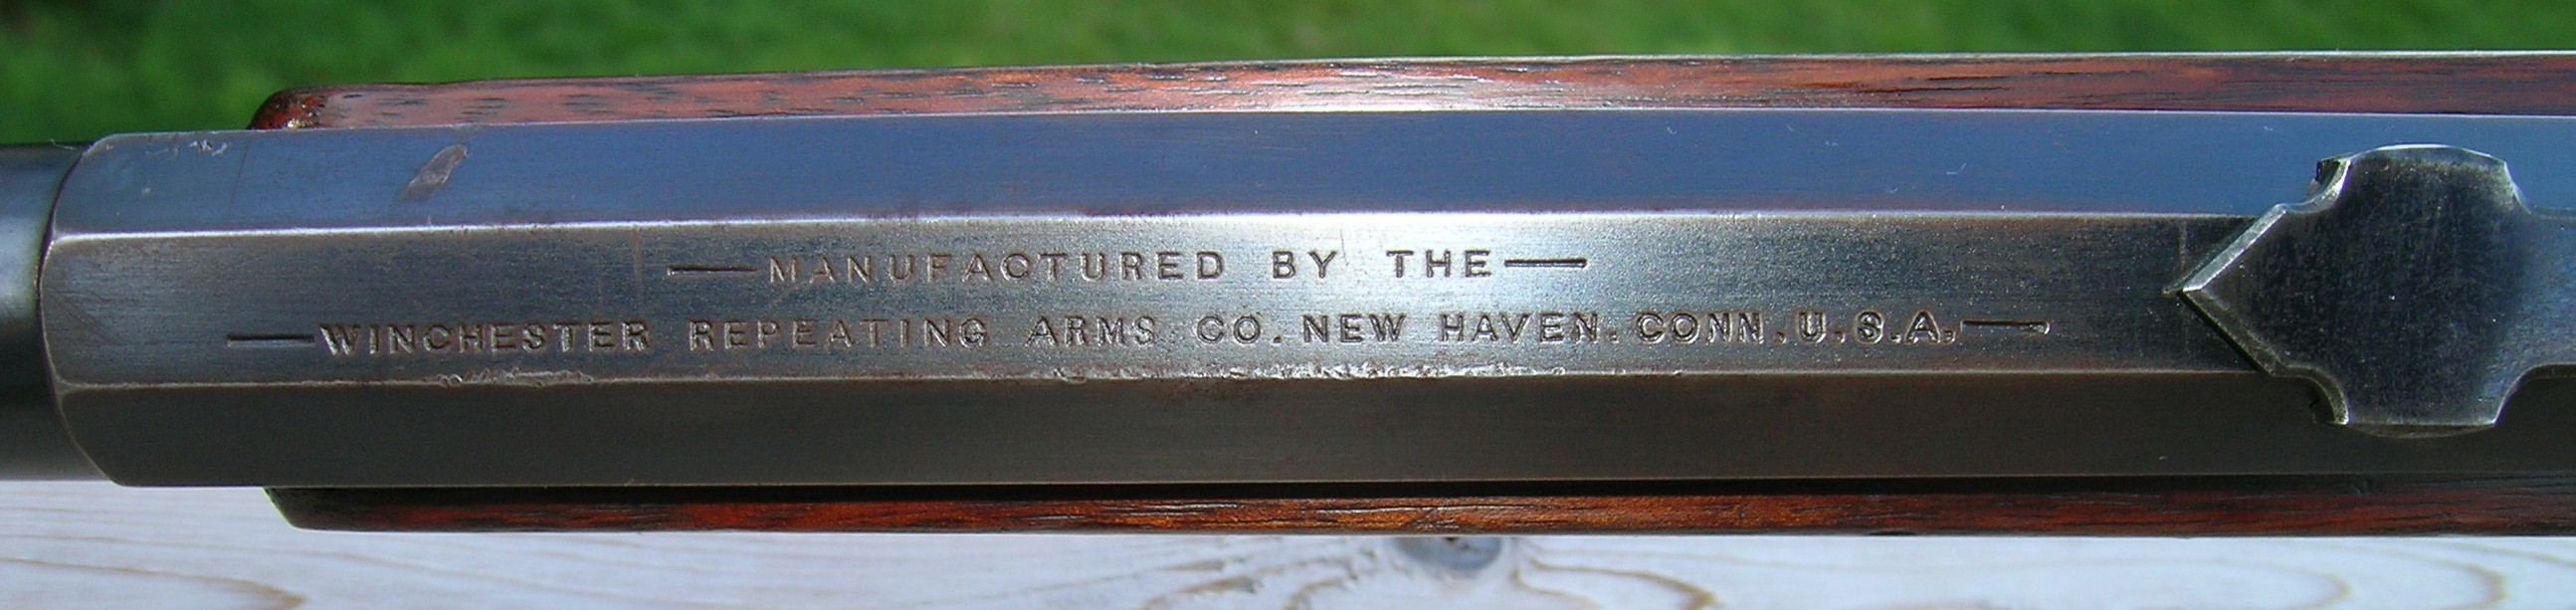 —MANUFACTURED BY THE—
—WINCHESTER REPEATING ARMS CO. NEW HAVEN. CONN. U.S.A.—